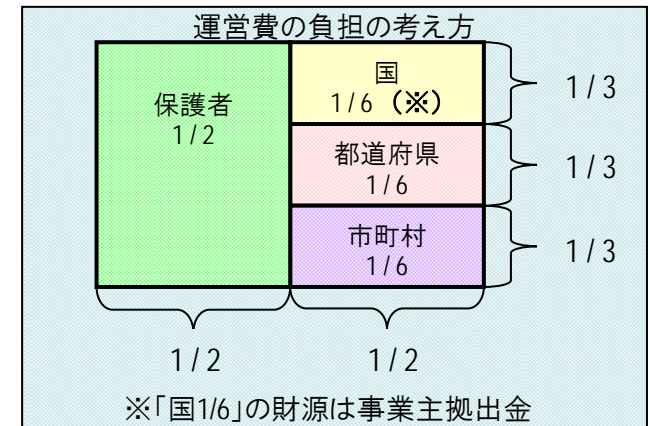 運営費の負担の考え方
保護者
1/2
国
1/6（※）
都道府県
1/6
市町村
1/6
1/3
1/3
1/3
1/2
1/2
※「国1/6」の財源は事業主拠出金